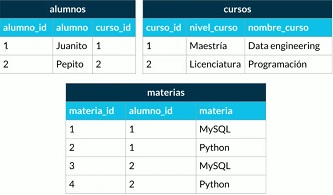 alumnos
alumno_id alumno curso_id
1 Juanito 1
2 Pepito 2
cursos
curso_id nivel_curso nombre_curso
1 Maestría Data engineering
2 Licenciatura Programación
materias
materia_id alumno_id materia
1 1 MySQL
2 1 Python
3 2 MySQL
4 2 Python